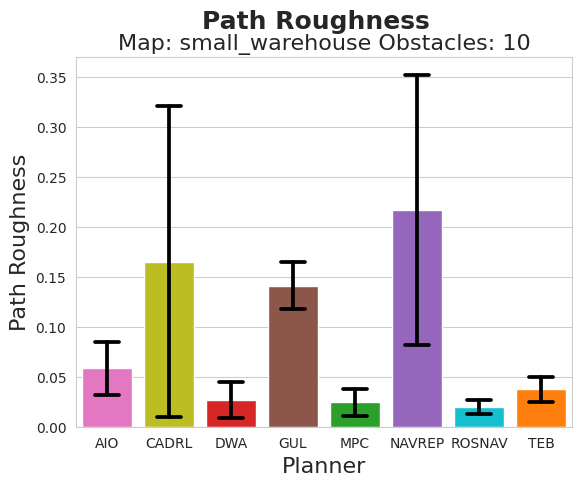 Path Roughness
Map: small_warehouse Obstacles: 10
Path Roughness
0.35
0.30
0.25
0.20
0.15
0.10
0.05
0.00
AIO CADRL DWA GUL MPC NAVREP ROSNAV TEB
Planner